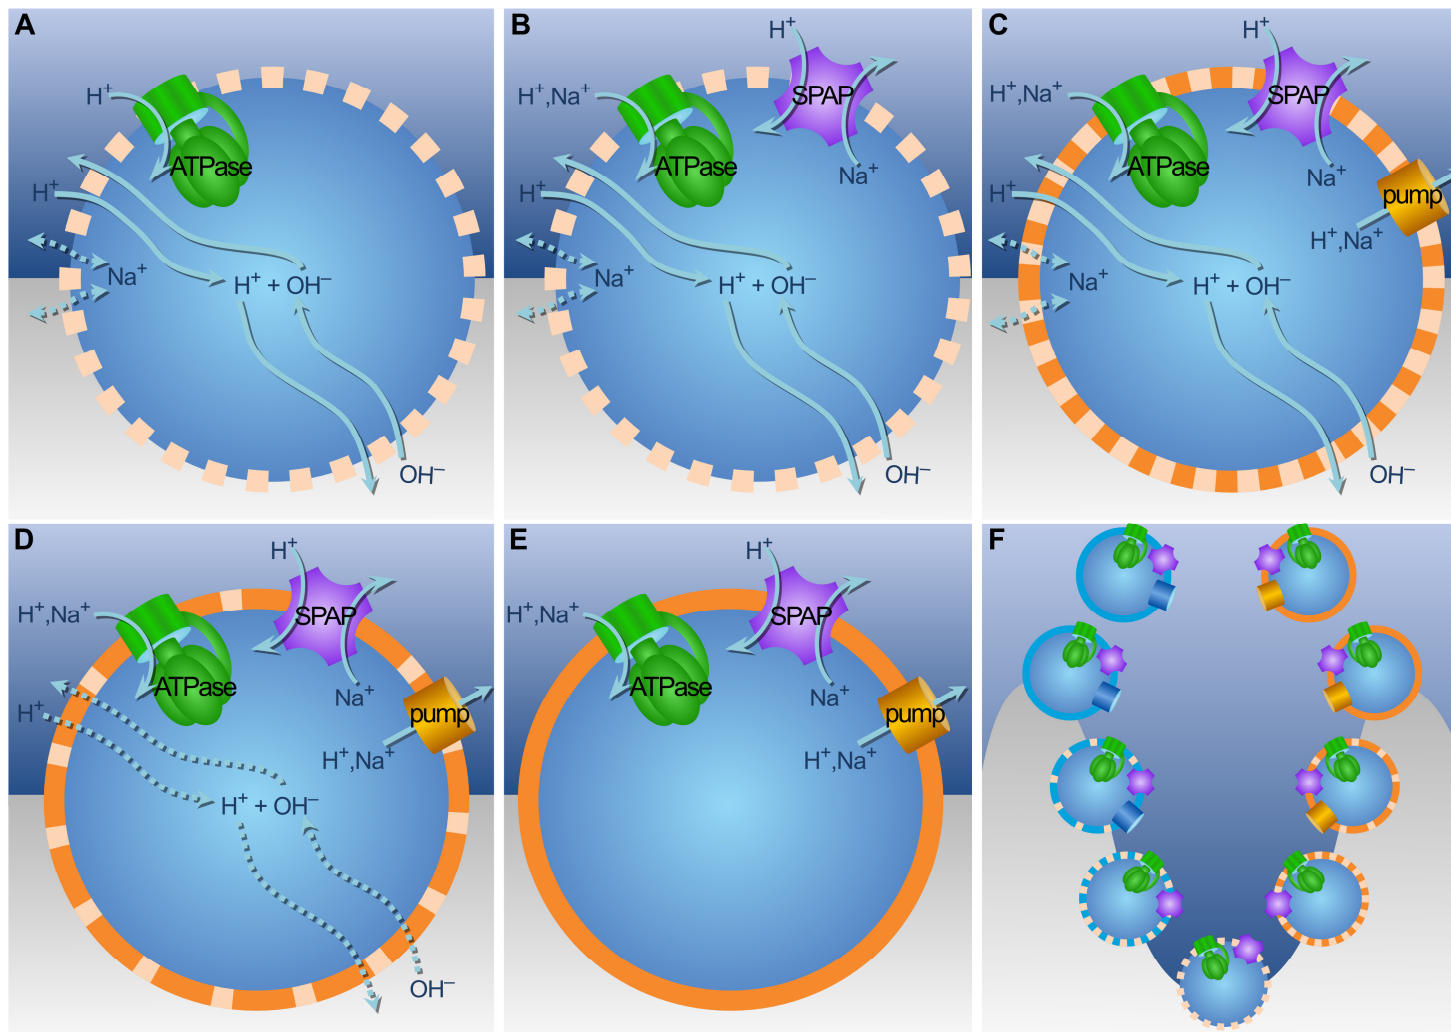 A
H⁺
ATPase
H⁺
Na⁺
H⁺ + OH⁻
OH⁻
B
H⁺
SPAP
H⁺,Na⁺
ATPase
Na⁺
H⁺
Na⁺
H⁺ + OH⁻
OH⁻
C
H⁺
SPAP
H⁺,Na⁺
ATPase
Na⁺
H⁺
pump
H⁺,Na⁺
Na⁺
H⁺ + OH⁻
OH⁻
D
H⁺
SPAP
H⁺,Na⁺
ATPase
Na⁺
H⁺
pump
H⁺,Na⁺
H⁺ + OH⁻
OH⁻
E
H⁺
SPAP
H⁺,Na⁺
ATPase
Na⁺
pump
H⁺,Na⁺
F